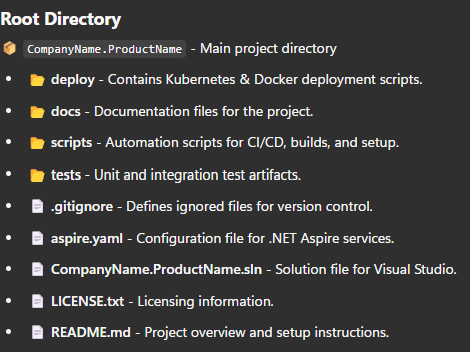 Root Directory
CompanyName.ProductName - Main project directory
deploy - Contains Kubernetes & Docker deployment scripts.
docs - Documentation files for the project.
scripts - Automation scripts for CI/CD, builds, and setup.
tests - Unit and integration test artifacts.
.gitignore - Defines ignored files for version control.
aspire.yaml - Configuration file for .NET Aspire services.
CompanyName.ProductName.sln - Solution file for Visual Studio.
LICENSE.txt - Licensing information.
README.md - Project overview and setup instructions.